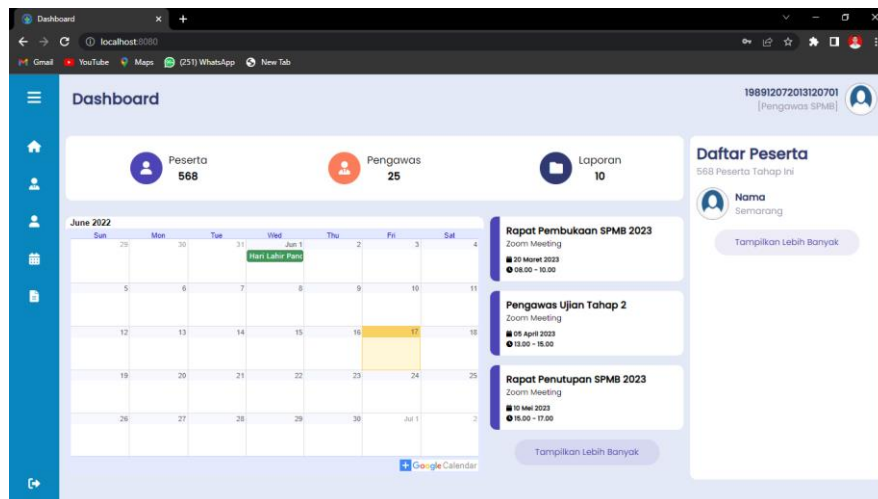 Dashboard
localhost:8080
Gmail YouTube Maps (251) WhatsApp New Tab
Dashboard
198912072013120701
[Pengawas SPMB]
Peserta
568
Pengawas
25
Laporan
10
Daftar Peserta
568 Peserta Tahap Ini
Nama
Semarang
Tampilkan Lebih Banyak
June 2022
Sun Mon Tue Wed Thu Fri Sat
29 30 31 Jun 1 2 3 4
Hari Lahir Panc
5 6 7 8 9 10 11
12 13 14 15 16 17 18
19 20 21 22 23 24 25
26 27 28 29 30 Jul 1 2
Google Calendar
Rapat Pembukaan SPMB 2023
Zoom Meeting
20 Maret 2023
08.00 - 10.00
Pengawas Ujian Tahap 2
Zoom Meeting
05 April 2023
13.00 - 15.00
Rapat Penutupan SPMB 2023
Zoom Meeting
10 Mei 2023
15.00 - 17.00
Tampilkan Lebih Banyak